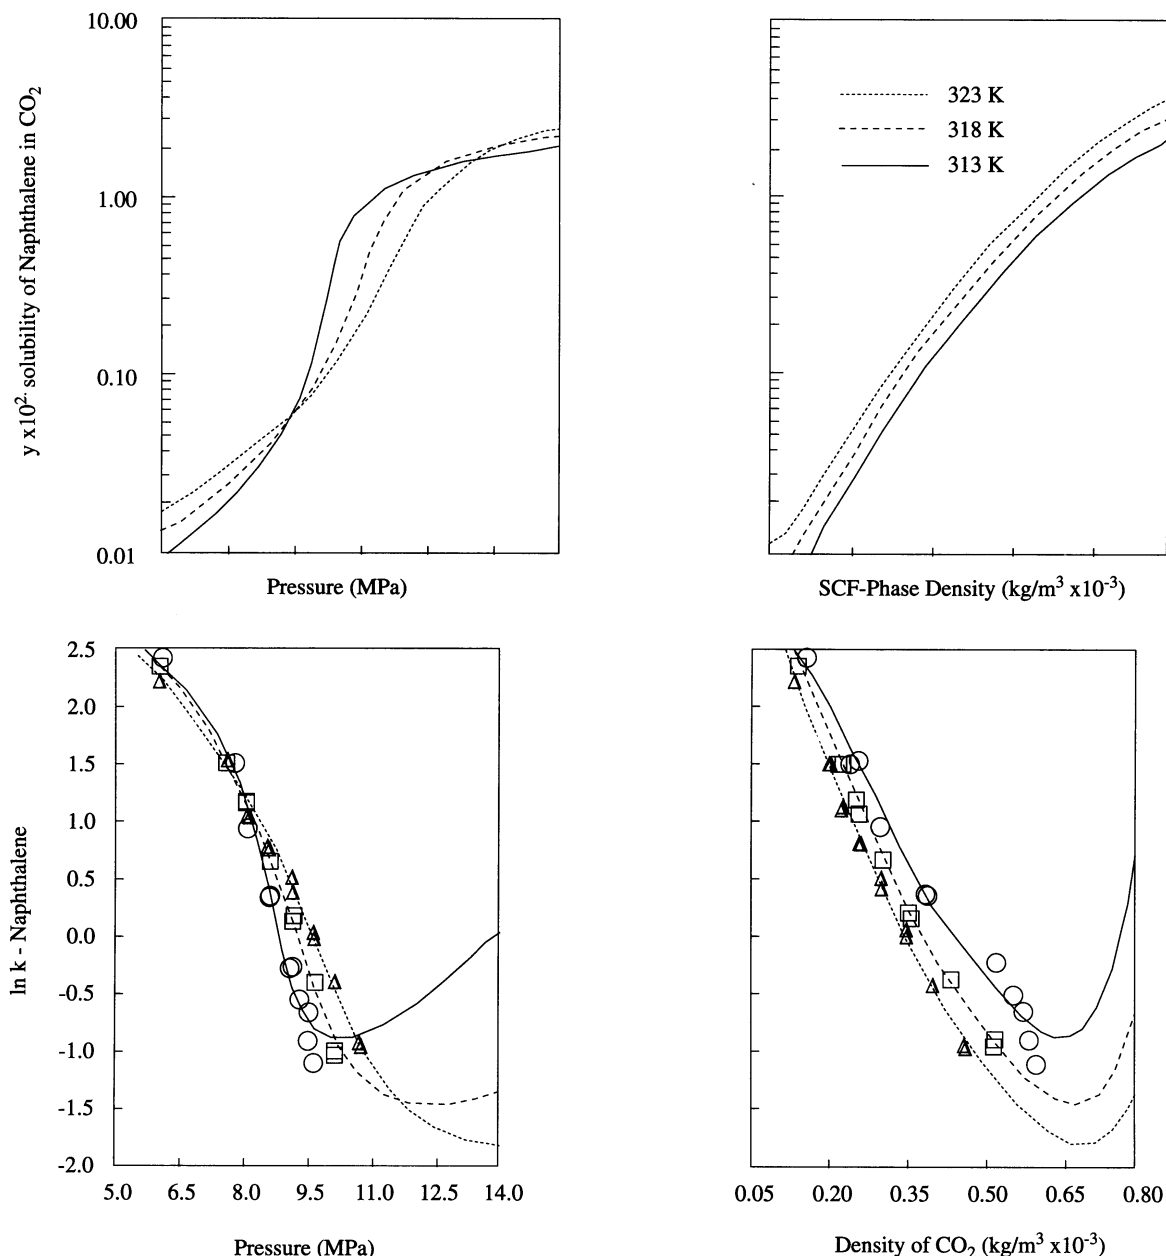 10.00
1.00
0.10
0.01
y x10²· solubility of Naphthalene in CO₂
Pressure (MPa)
323 K
318 K
313 K
SCF-Phase Density (kg/m³ x10⁻³)
2.5
2.0
1.5
1.0
0.5
0.0
-0.5
-1.0
-1.5
-2.0
ln k - Naphthalene
5.0 6.5 8.0 9.5 11.0 12.5 14.0
Pressure (MPa)
0.05 0.20 0.35 0.50 0.65 0.80
Density of CO₂ (kg/m³ x10⁻³)